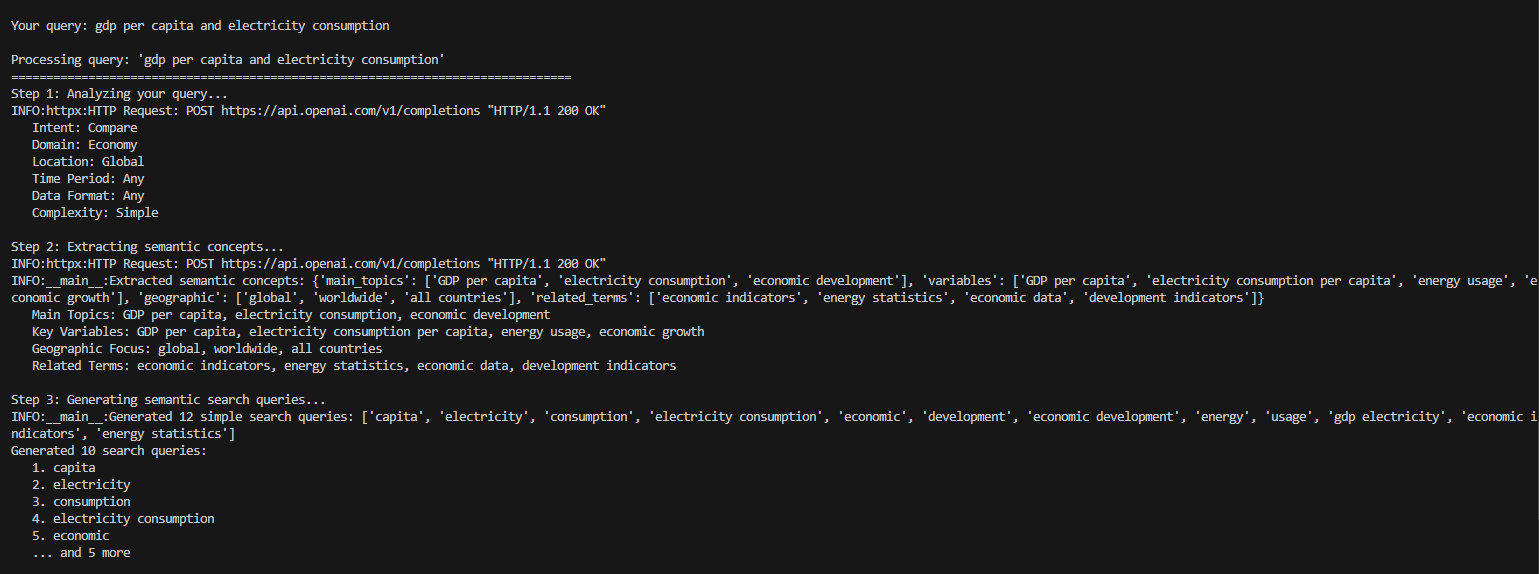 Your query: gdp per capita and electricity consumption
Processing query: 'gdp per capita and electricity consumption'
================================================================================
Step 1: Analyzing your query...
INFO:httpx:HTTP Request: POST https://api.openai.com/v1/completions "HTTP/1.1 200 OK"
Intent: Compare
Domain: Economy
Location: Global
Time Period: Any
Data Format: Any
Complexity: Simple
Step 2: Extracting semantic concepts...
INFO:httpx:HTTP Request: POST https://api.openai.com/v1/completions "HTTP/1.1 200 OK"
INFO:__main__:Extracted semantic concepts: {'main_topics': ['GDP per capita', 'electricity consumption', 'economic development'], 'variables': ['GDP per capita', 'electricity consumption per capita', 'energy usage', 'e
conomic growth'], 'geographic': ['global', 'worldwide', 'all countries'], 'related_terms': ['economic indicators', 'energy statistics', 'economic data', 'development indicators']}
Main Topics: GDP per capita, electricity consumption, economic development
Key Variables: GDP per capita, electricity consumption per capita, energy usage, economic growth
Geographic Focus: global, worldwide, all countries
Related Terms: economic indicators, energy statistics, economic data, development indicators
Step 3: Generating semantic search queries...
INFO:__main__:Generated 12 simple search queries: ['capita', 'electricity', 'consumption', 'electricity consumption', 'economic', 'development', 'economic development', 'energy', 'usage', 'gdp electricity', 'economic i
ndicators', 'energy statistics']
Generated 10 search queries:
1. capita
2. electricity
3. consumption
4. electricity consumption
5. economic
... and 5 more